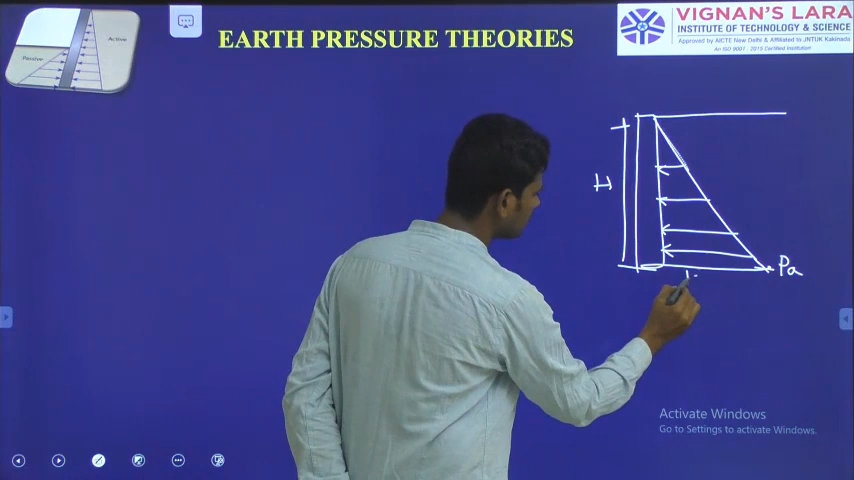 Active
Passive
EARTH PRESSURE THEORIES
VIGNAN'S LARA
INSTITUTE OF TECHNOLOGY & SCIENCE
Approved by AICTE New Delhi & Affiliated to JNTUK Kakinada
An ISO 9001 : 2015 Certified Institution
H
Pa
Activate Windows
Go to Settings to activate Windows.